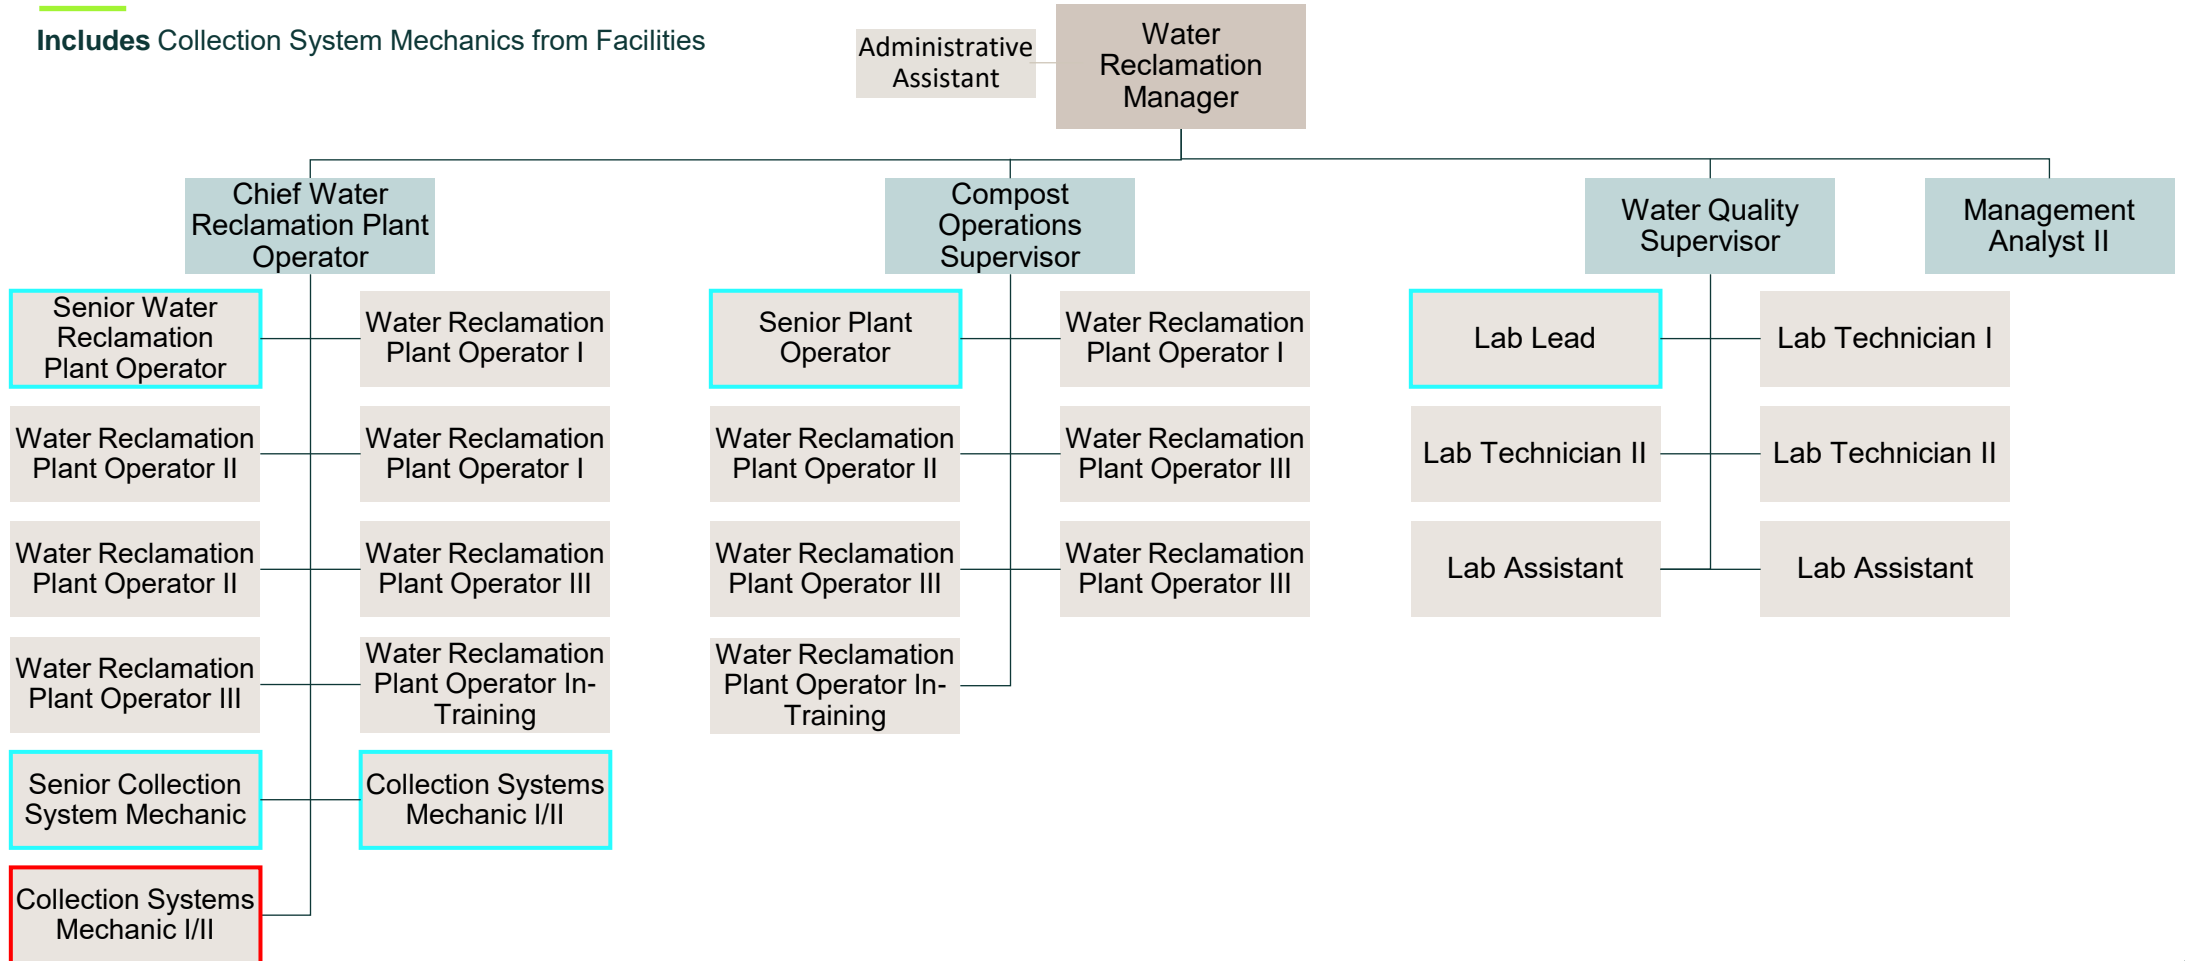 Includes Collection System Mechanics from Facilities
Administrative
Assistant
Water
Reclamation
Manager
Chief Water
Reclamation Plant
Operator
Compost
Operations
Supervisor
Water Quality
Supervisor
Management
Analyst II
Senior Water
Reclamation
Plant Operator
Water Reclamation
Plant Operator I
Senior Plant
Operator
Water Reclamation
Plant Operator I
Lab Lead
Lab Technician I
Water Reclamation
Plant Operator II
Water Reclamation
Plant Operator I
Water Reclamation
Plant Operator II
Water Reclamation
Plant Operator III
Lab Technician II
Lab Technician II
Water Reclamation
Plant Operator II
Water Reclamation
Plant Operator III
Water Reclamation
Plant Operator III
Water Reclamation
Plant Operator III
Lab Assistant
Lab Assistant
Water Reclamation
Plant Operator III
Water Reclamation
Plant Operator In-
Training
Water Reclamation
Plant Operator In-
Training
Senior Collection
System Mechanic
Collection Systems
Mechanic I/II
Collection Systems
Mechanic I/II